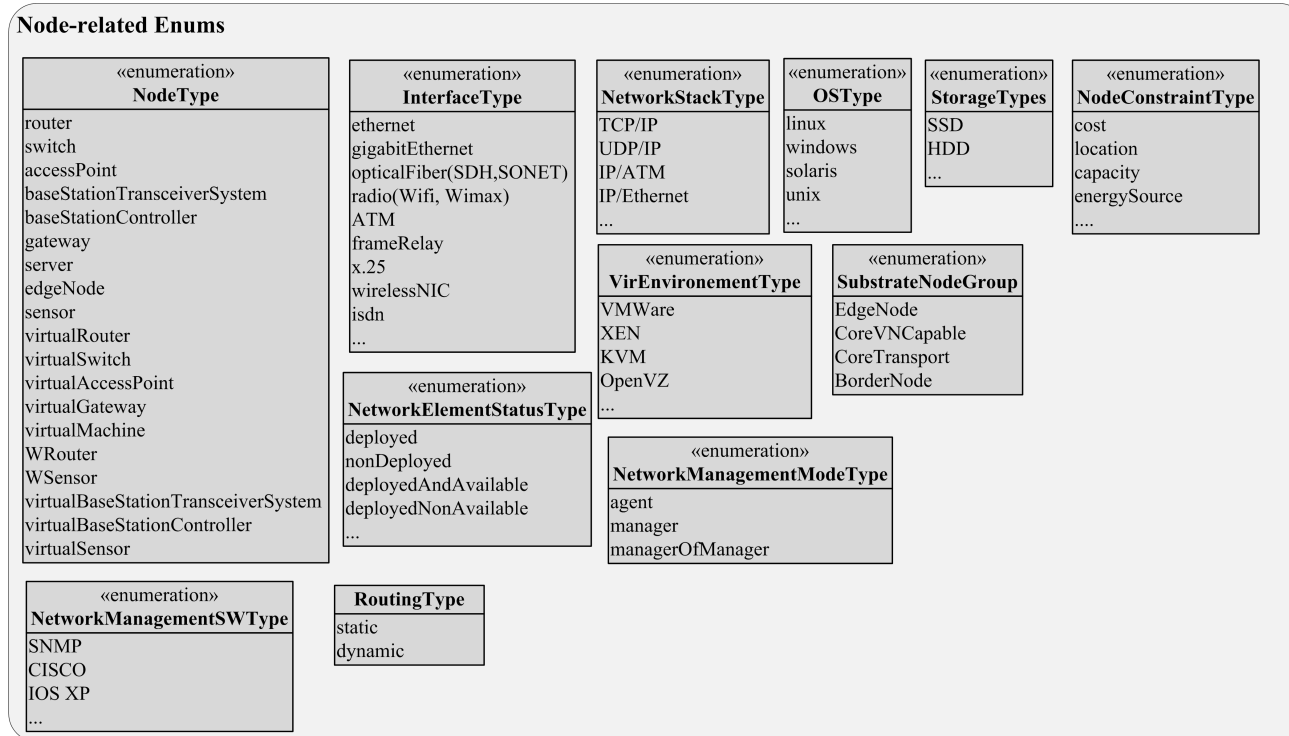 Node-related Enums
«enumeration»
NodeType
router
switch
accessPoint
baseStationTransceiverSystem
baseStationController
gateway
server
edgeNode
sensor
virtualRouter
virtualSwitch
virtualAccessPoint
virtualGateway
virtualMachine
WRouter
WSensor
virtualBaseStationTransceiverSystem
virtualBaseStationController
virtualSensor
«enumeration»
InterfaceType
ethernet
gigabitEthernet
opticalFiber(SDH,SONET)
radio(Wifi, Wimax)
ATM
frameRelay
x.25
wirelessNIC
isdn
...
«enumeration»
NetworkStackType
TCP/IP
UDP/IP
IP/ATM
IP/Ethernet
...
«enumeration»
OSType
linux
windows
solaris
unix
...
«enumeration»
StorageTypes
SSD
HDD
...
«enumeration»
NodeConstraintType
cost
location
capacity
energySource
....
«enumeration»
VirEnvironementType
VMWare
XEN
KVM
OpenVZ
...
«enumeration»
SubstrateNodeGroup
EdgeNode
CoreVNCapable
CoreTransport
BorderNode
«enumeration»
NetworkElementStatusType
deployed
nonDeployed
deployedAndAvailable
deployedNonAvailable
...
«enumeration»
NetworkManagementModeType
agent
manager
managerOfManager
«enumeration»
NetworkManagementSWType
SNMP
CISCO
IOS XP
...
RoutingType
static
dynamic